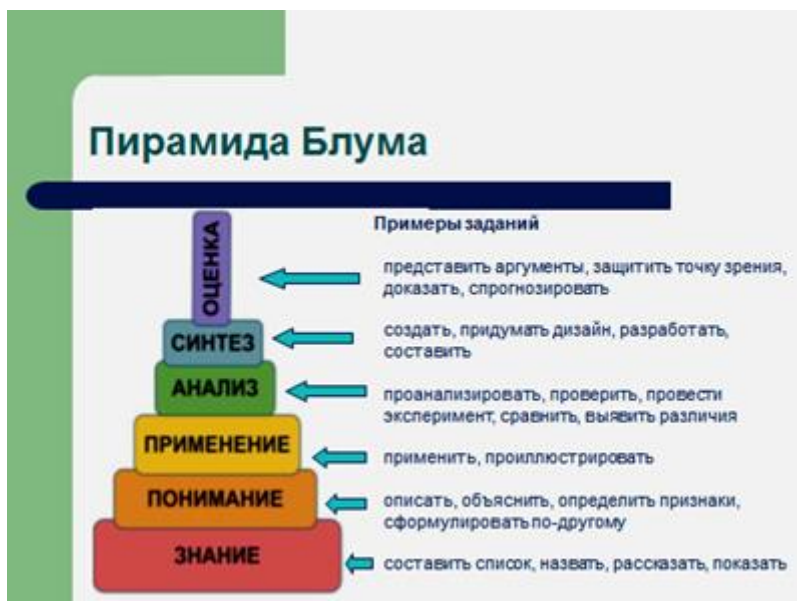 Пирамида Блума
Примеры заданий
ОЦЕНКА
представить аргументы, защитить точку зрения,
доказать, спрогнозировать
СИНТЕЗ
создать, придумать дизайн, разработать,
составить
АНАЛИЗ
проанализировать, проверить, провести
эксперимент, сравнить, выявить различия
ПРИМЕНЕНИЕ
применить, проиллюстрировать
ПОНИМАНИЕ
описать, объяснить, определить признаки,
сформулировать по-другому
ЗНАНИЕ
составить список, назвать, рассказать, показать